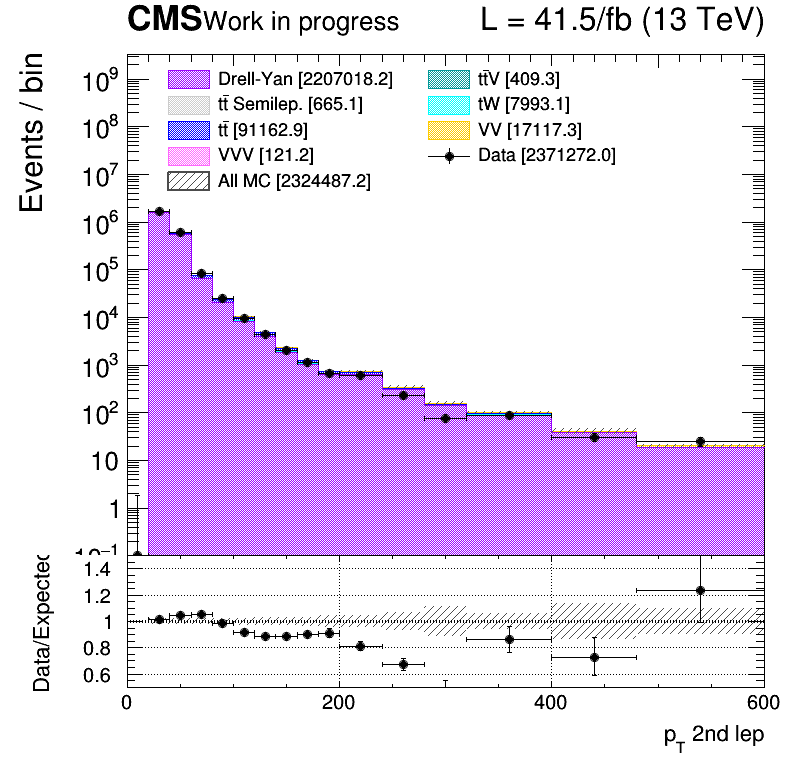 CMS Work in progress L = 41.5/fb (13 TeV)
Events / bin
Drell-Yan [2207018.2]
tt̄ Semilep. [665.1]
tt̄ [91162.9]
VVV [121.2]
All MC [2324487.2]
tt̄V [409.3]
tW [7993.1]
VV [17117.3]
Data [2371272.0]
10⁹
10⁸
10⁷
10⁶
10⁵
10⁴
10³
10²
10
1
10⁻¹
Data/Expected
1.4
1.2
1
0.8
0.6
0 200 400 600
p_T 2nd lep